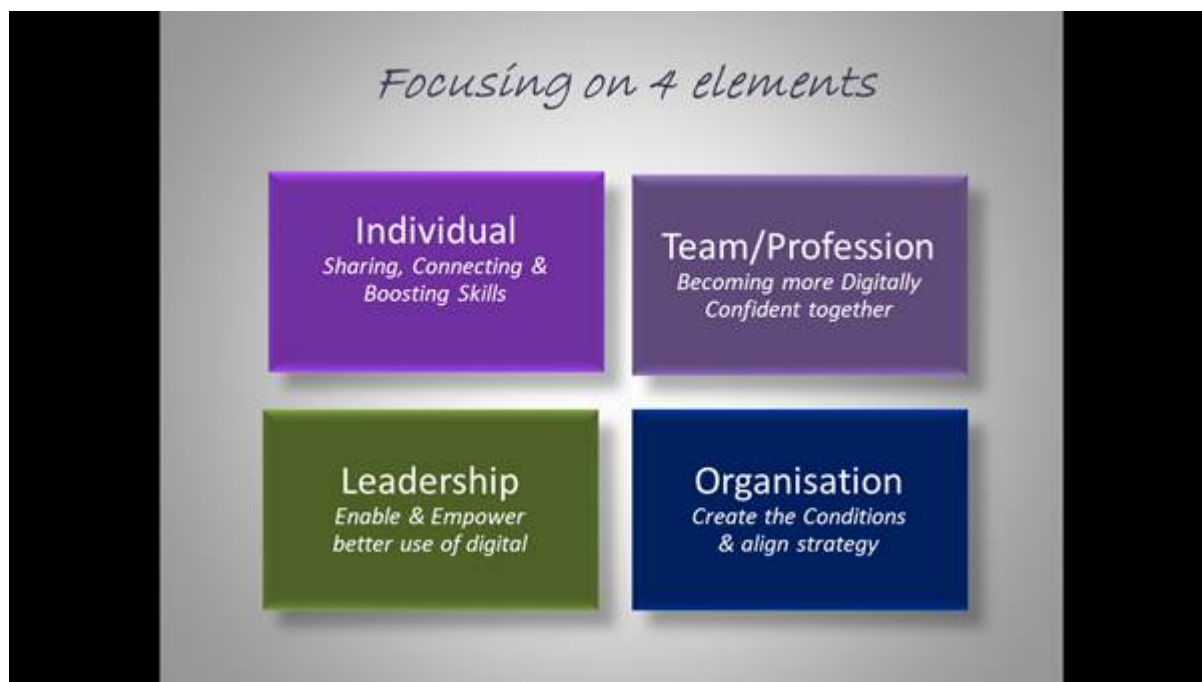 Focusing on 4 elements
Individual
Sharing, Connecting &
Boosting Skills
Team/Profession
Becoming more Digitally
Confident together
Leadership
Enable & Empower
better use of digital
Organisation
Create the Conditions
& align strategy